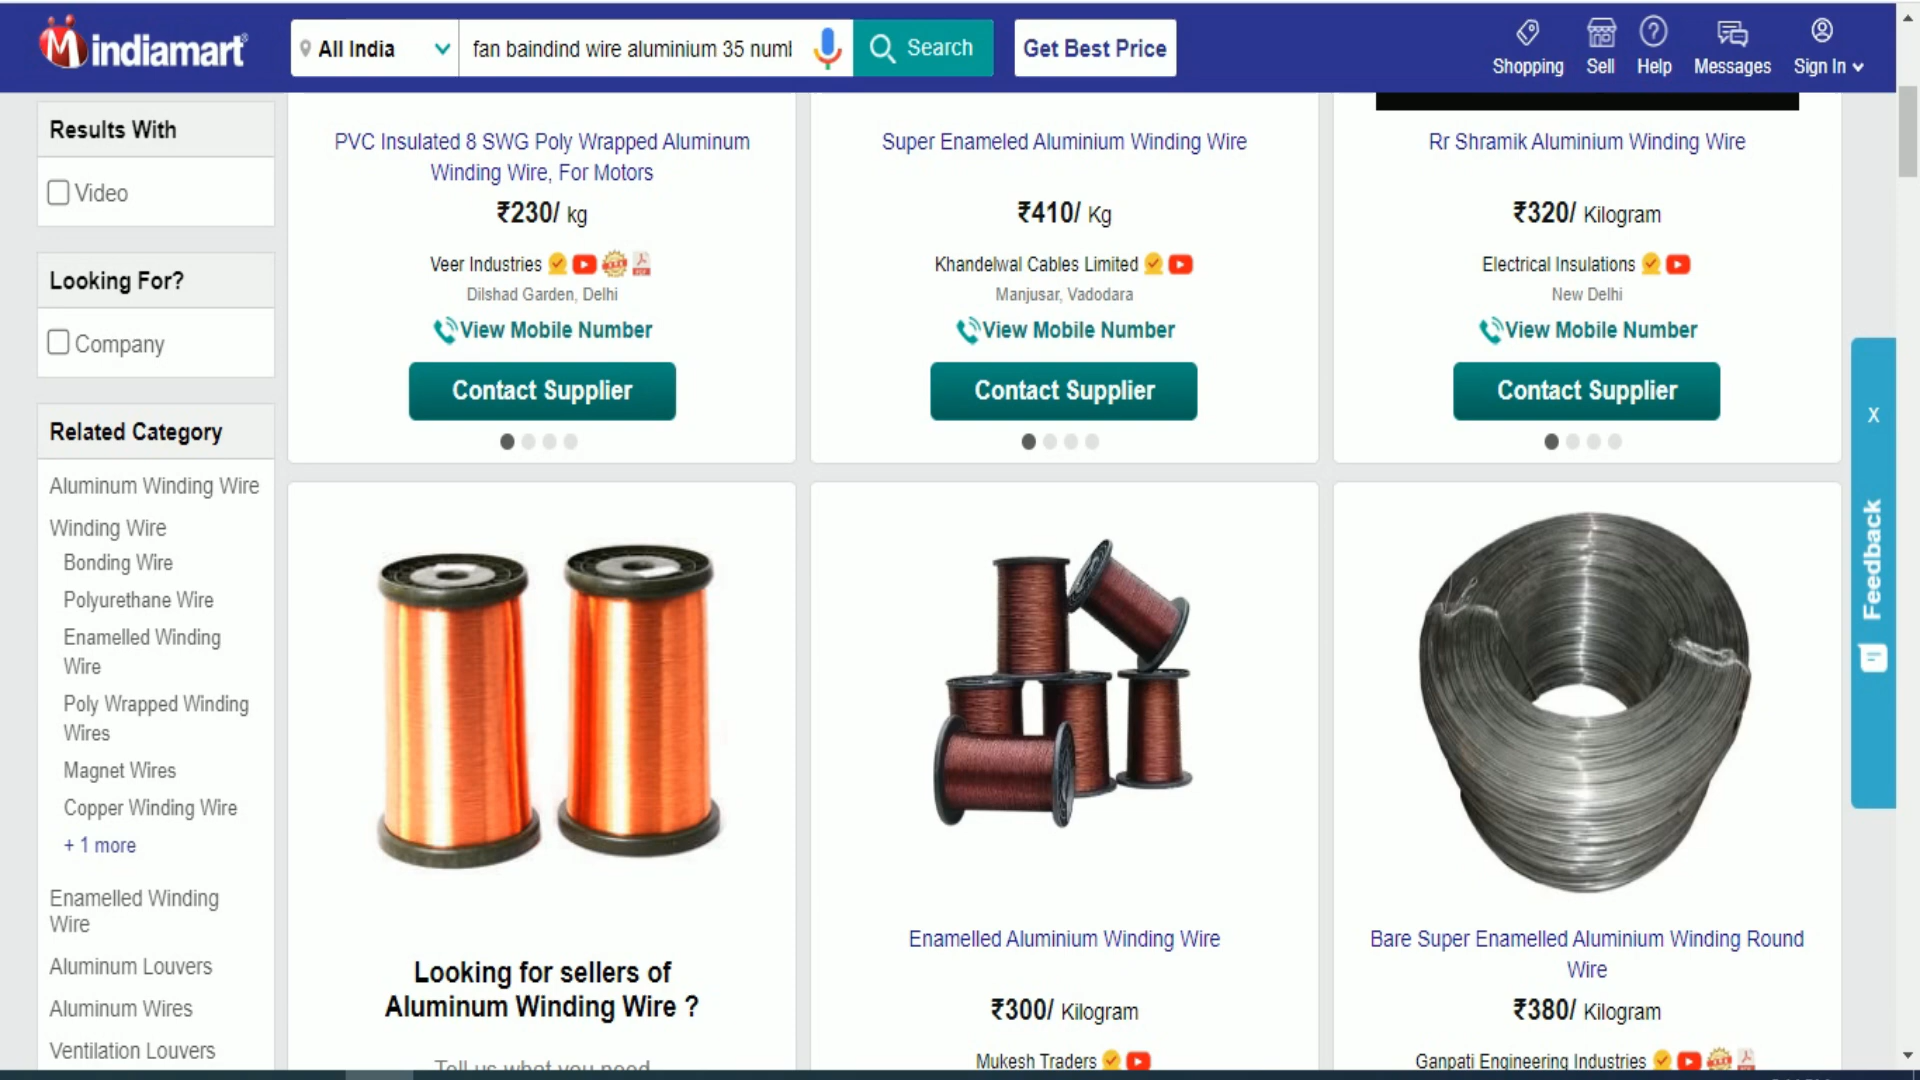 indiamart
All India
fan baindind wire aluminium 35 numb
Search
Get Best Price
Shopping
Sell
Help
Messages
Sign In
Results With
Video
Looking For?
Company
Related Category
Aluminum Winding Wire
Winding Wire
Bonding Wire
Polyurethane Wire
Enamelled Winding
Wire
Poly Wrapped Winding
Wires
Magnet Wires
Copper Winding Wire
+ 1 more
Enamelled Winding
Wire
Aluminum Louvers
Aluminum Wires
Ventilation Louvers
PVC Insulated 8 SWG Poly Wrapped Aluminum
Winding Wire, For Motors
₹230/ kg
Veer Industries
Dilshad Garden, Delhi
View Mobile Number
Contact Supplier
Super Enameled Aluminium Winding Wire
₹410/ Kg
Khandelwal Cables Limited
Manjusar, Vadodara
View Mobile Number
Contact Supplier
Rr Shramik Aluminium Winding Wire
₹320/ Kilogram
Electrical Insulations
New Delhi
View Mobile Number
Contact Supplier
Looking for sellers of
Aluminum Winding Wire ?
Tell us what you need
Enamelled Aluminium Winding Wire
₹300/ Kilogram
Mukesh Traders
Bare Super Enamelled Aluminium Winding Round
Wire
₹380/ Kilogram
Ganpati Engineering Industries
X
Feedback